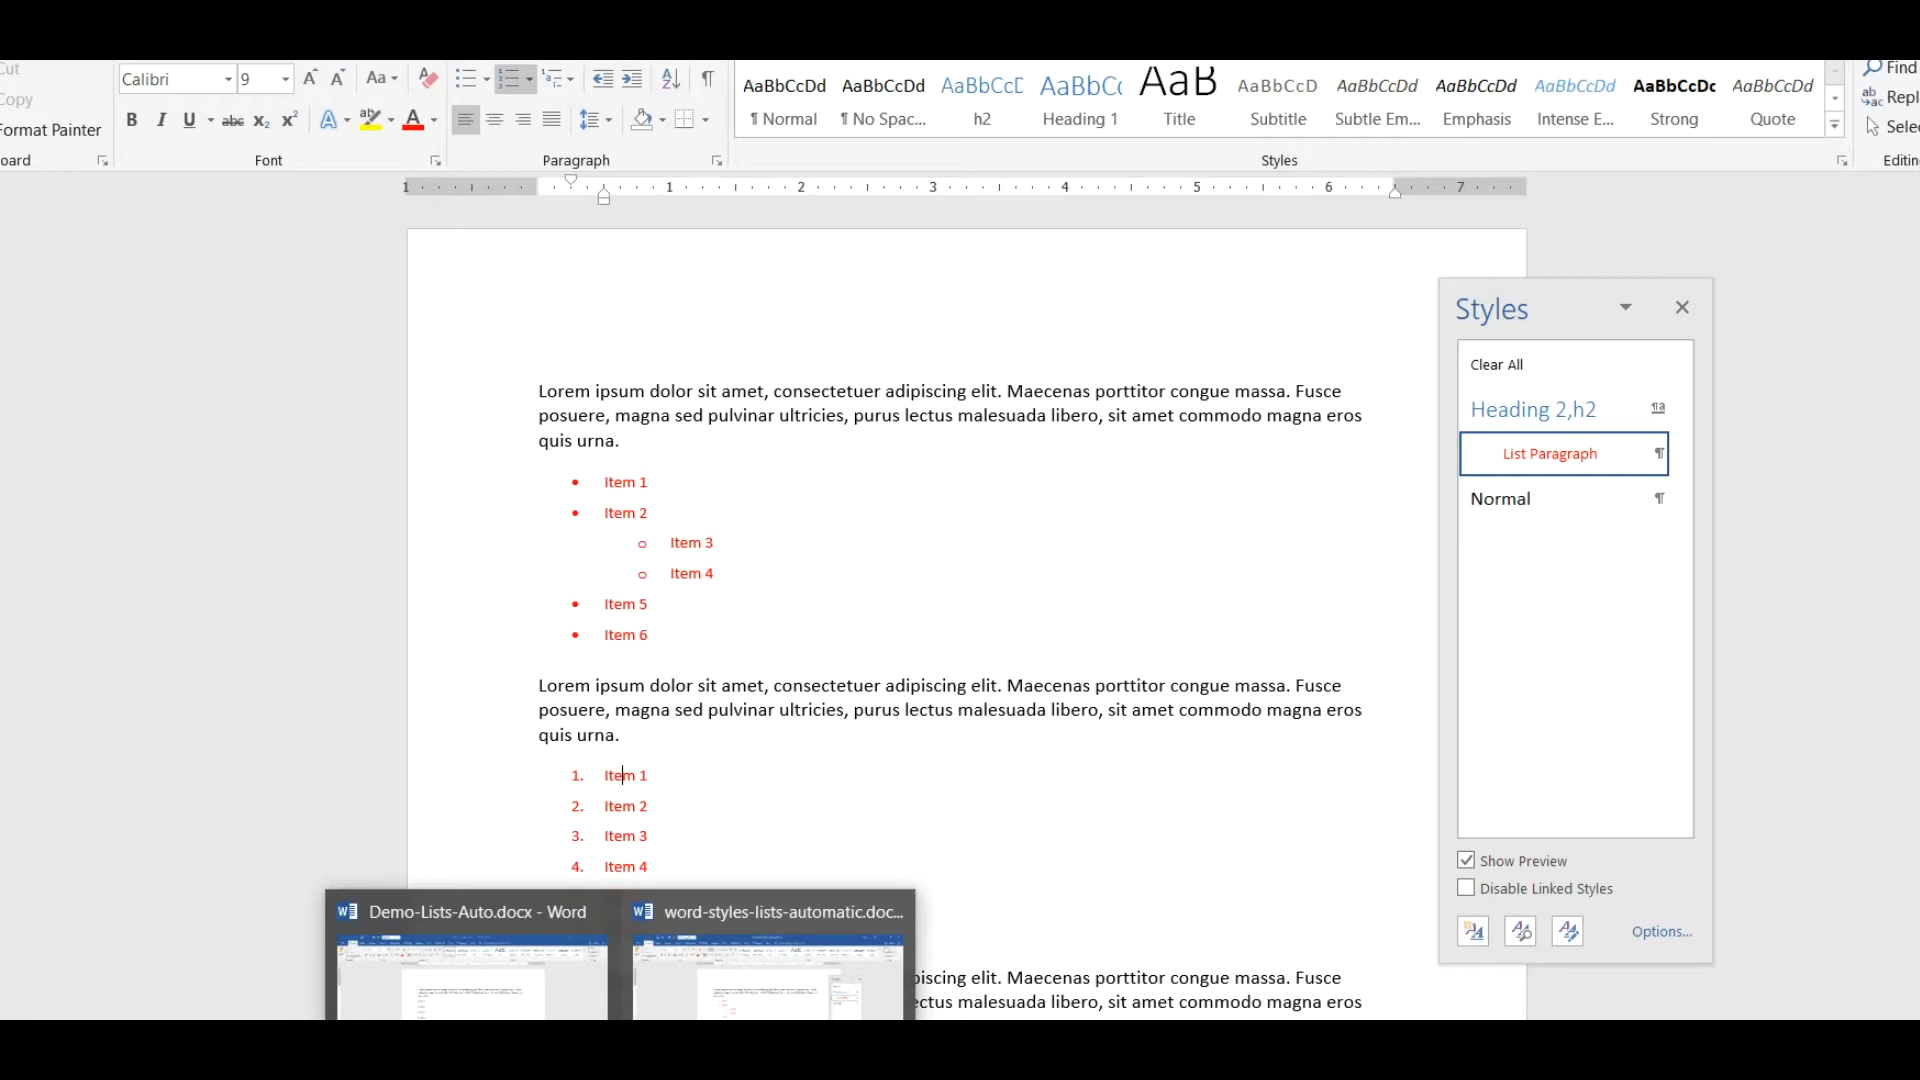 Cut
Copy
Format Painter
oard
Calibri
9
Aa
B I U abc x₂ x² A ab A
Font
Paragraph
AaBbCcDd
¶ Normal
AaBbCcDd
¶ No Spac...
AaBbCcD
h2
AaBbCc
Heading 1
AaB
Title
AaBbCcD
Subtitle
AaBbCcDd
Subtle Em...
AaBbCcDd
Emphasis
AaBbCcDd
Intense E...
AaBbCcDc
Strong
AaBbCcDd
Quote
Styles
Find
Repl
Selec
Editin
1 1 2 3 4 5 6 7
Lorem ipsum dolor sit amet, consectetuer adipiscing elit. Maecenas porttitor congue massa. Fusce
posuere, magna sed pulvinar ultricies, purus lectus malesuada libero, sit amet commodo magna eros
quis urna.
• Item 1
• Item 2
o Item 3
o Item 4
• Item 5
• Item 6
Lorem ipsum dolor sit amet, consectetuer adipiscing elit. Maecenas porttitor congue massa. Fusce
posuere, magna sed pulvinar ultricies, purus lectus malesuada libero, sit amet commodo magna eros
quis urna.
1. Item 1
2. Item 2
3. Item 3
4. Item 4
piscing elit. Maecenas porttitor congue massa. Fusce
ectus malesuada libero, sit amet commodo magna eros
Demo-Lists-Auto.docx - Word
word-styles-lists-automatic.doc...
Styles
Clear All
Heading 2,h2
List Paragraph
Normal
Show Preview
Disable Linked Styles
Options...